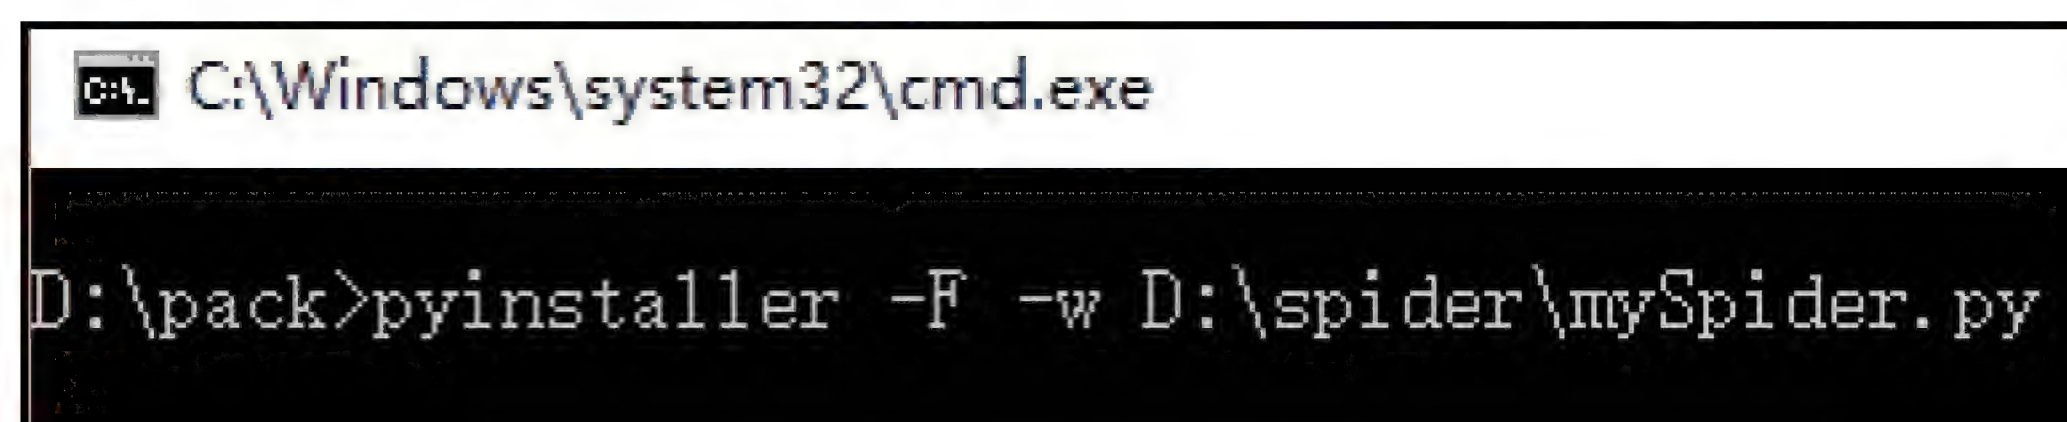 C:\Windows\system32\cmd.exe
D:\pack>pyinstaller -F -w D:\spider\mySpider.py